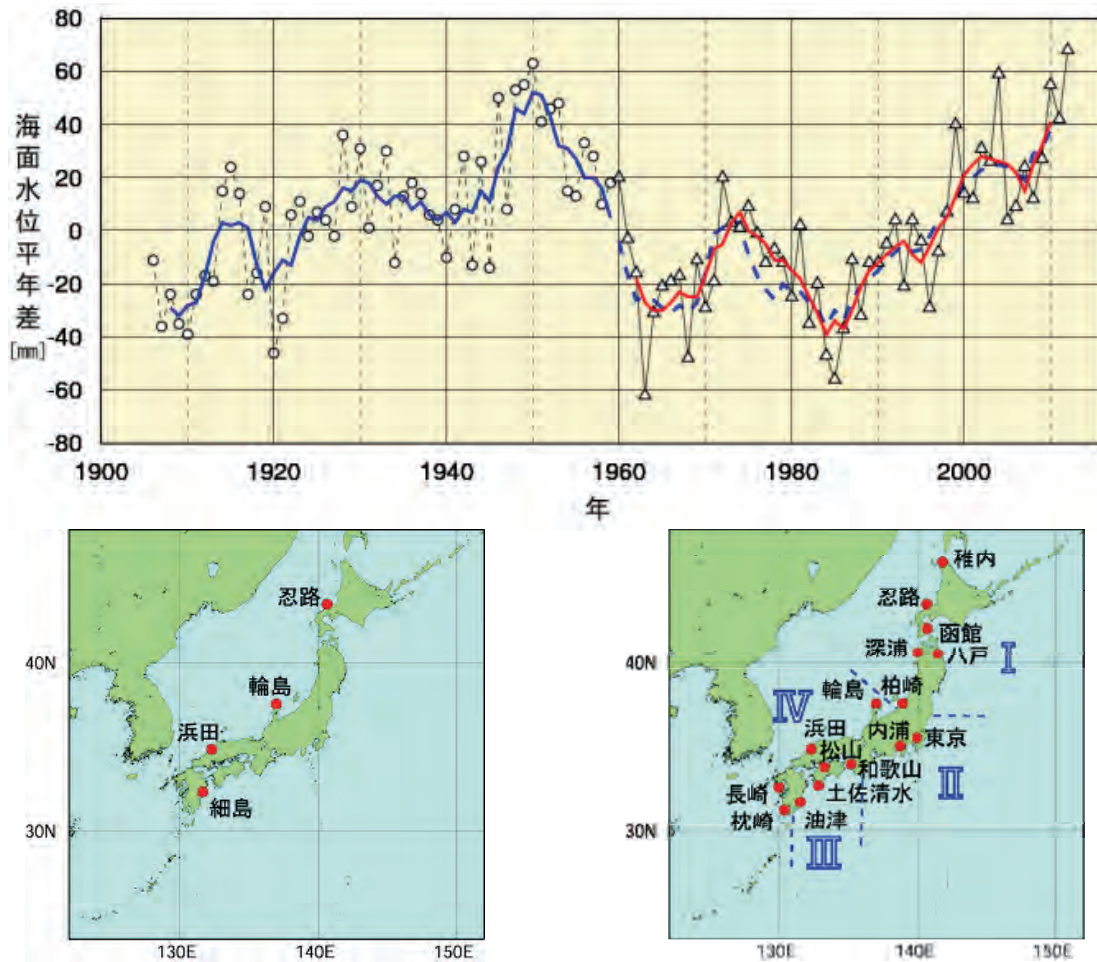 80
60
40
20
0
-20
-40
-60
-80
海面水位平年差
[㎜]
1900
1920
1940
1960
1980
2000
年
忍路
輪島
浜田
細島
40N
30N
130E
140E
150E
稚内
忍路
函館
深浦
八戸
I
輪島
柏崎
IV
浜田
内浦
東京
松山
和歌山
II
長崎
土佐清水
枕崎
油津
III
40N
30N
130E
140E
150E